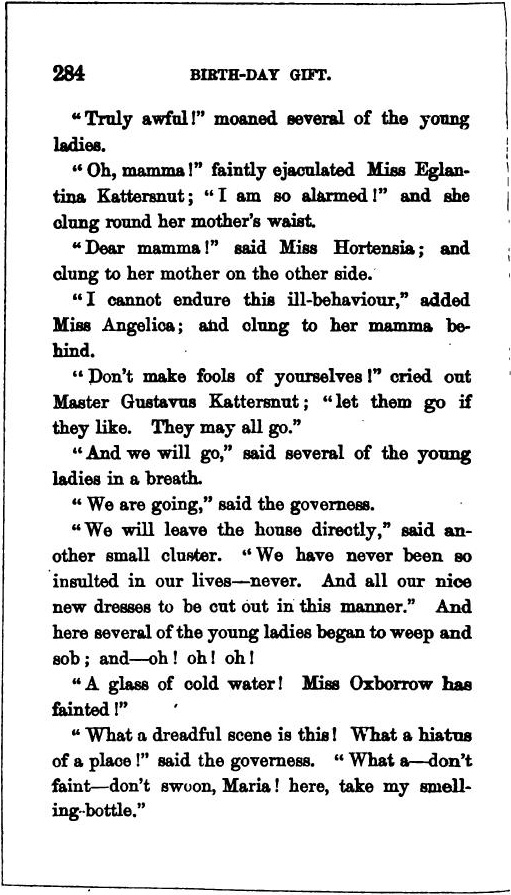 284 BIRTH-DAY GIFT.
“Truly awful!” moaned several of the young
ladies.
“Oh, mamma!” faintly ejaculated Miss Eglan-
tina Kattersnut; “I am so alarmed!” and she
clung round her mother’s waist.
“Dear mamma!” said Miss Hortensia; and
clung to her mother on the other side.
“I cannot endure this ill-behaviour,” added
Miss Angelica; and clung to her mamma be-
hind.
“Don’t make fools of yourselves!” cried out
Master Gustavus Kattersnut; “let them go if
they like. They may all go.”
“And we will go,” said several of the young
ladies in a breath.
“We are going,” said the governess.
“We will leave the house directly,” said an-
other small cluster. “We have never been so
insulted in our lives—never. And all our nice
new dresses to be cut out in this manner.” And
here several of the young ladies began to weep and
sob; and—oh! oh! oh!
“A glass of cold water! Miss Oxborrow has
fainted!”
“What a dreadful scene is this! What a hiatus
of a place!” said the governess. “What a—don’t
faint—don’t swoon, Maria! here, take my smell-
ing-bottle.”